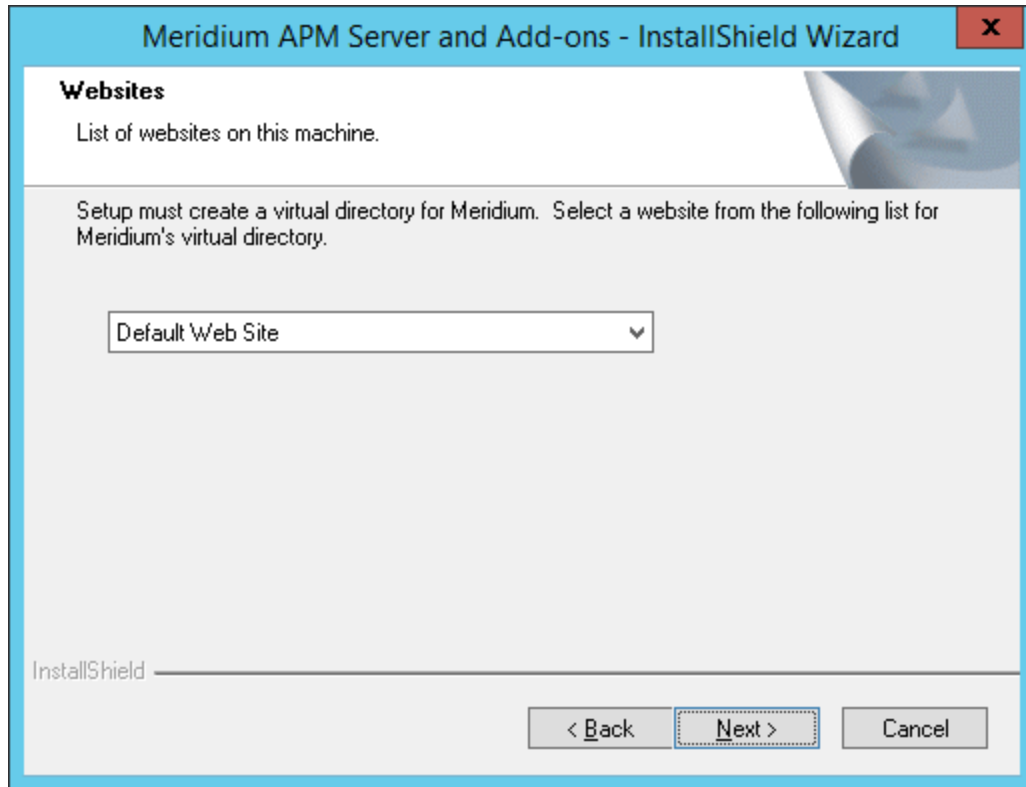 Meridium APM Server and Add-ons - InstallShield Wizard
x
Websites
List of websites on this machine.
Setup must create a virtual directory for Meridium.  Select a website from the following list for
Meridium's virtual directory.
Default Web Site
InstallShield
< Back
Next >
Cancel